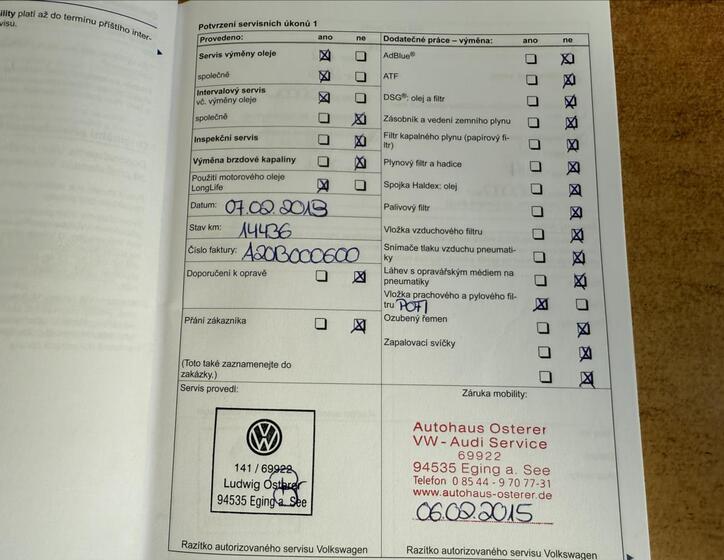 ility platí až do termínu příštího inter-
visu.
Potvrzení servisních úkonů 1
Provedeno: ano ne
Servis výměny oleje
společně
Intervalový servis
vč. výměny oleje
společně
Inspekční servis
Výměna brzdové kapaliny
Použití motorového oleje
LongLife
Datum: 07.02.2013
Stav km: 14436
Číslo faktury: A20B000600
Doporučení k opravě
Přání zákazníka
(Toto také zaznamenejte do
zakázky.)
Dodatečné práce – výměna: ano ne
AdBlue®
ATF
DSG®: olej a filtr
Zásobník a vedení zemního plynu
Filtr kapalného plynu (papírový fi-
ltr)
Plynový filtr a hadice
Spojka Haldex: olej
Palivový filtr
Vložka vzduchového filtru
Snímače tlaku vzduchu pneumati-
ky
Láhev s opravářským médiem na
pneumatiky
Vložka prachového a pylového fil-
tru
Ozubený řemen
Zapalovací svíčky
Servis provedl:
141 / 69922
Ludwig Osterer
94535 Eging a. See
Razítko autorizovaného servisu Volkswagen
Záruka mobility:
Autohaus Osterer
VW - Audi Service
69922
94535 Eging a. See
Telefon 0 85 44 - 9 70 77-31
www.autohaus-osterer.de
06.02.2015
Razítko autorizovaného servisu Volkswagen